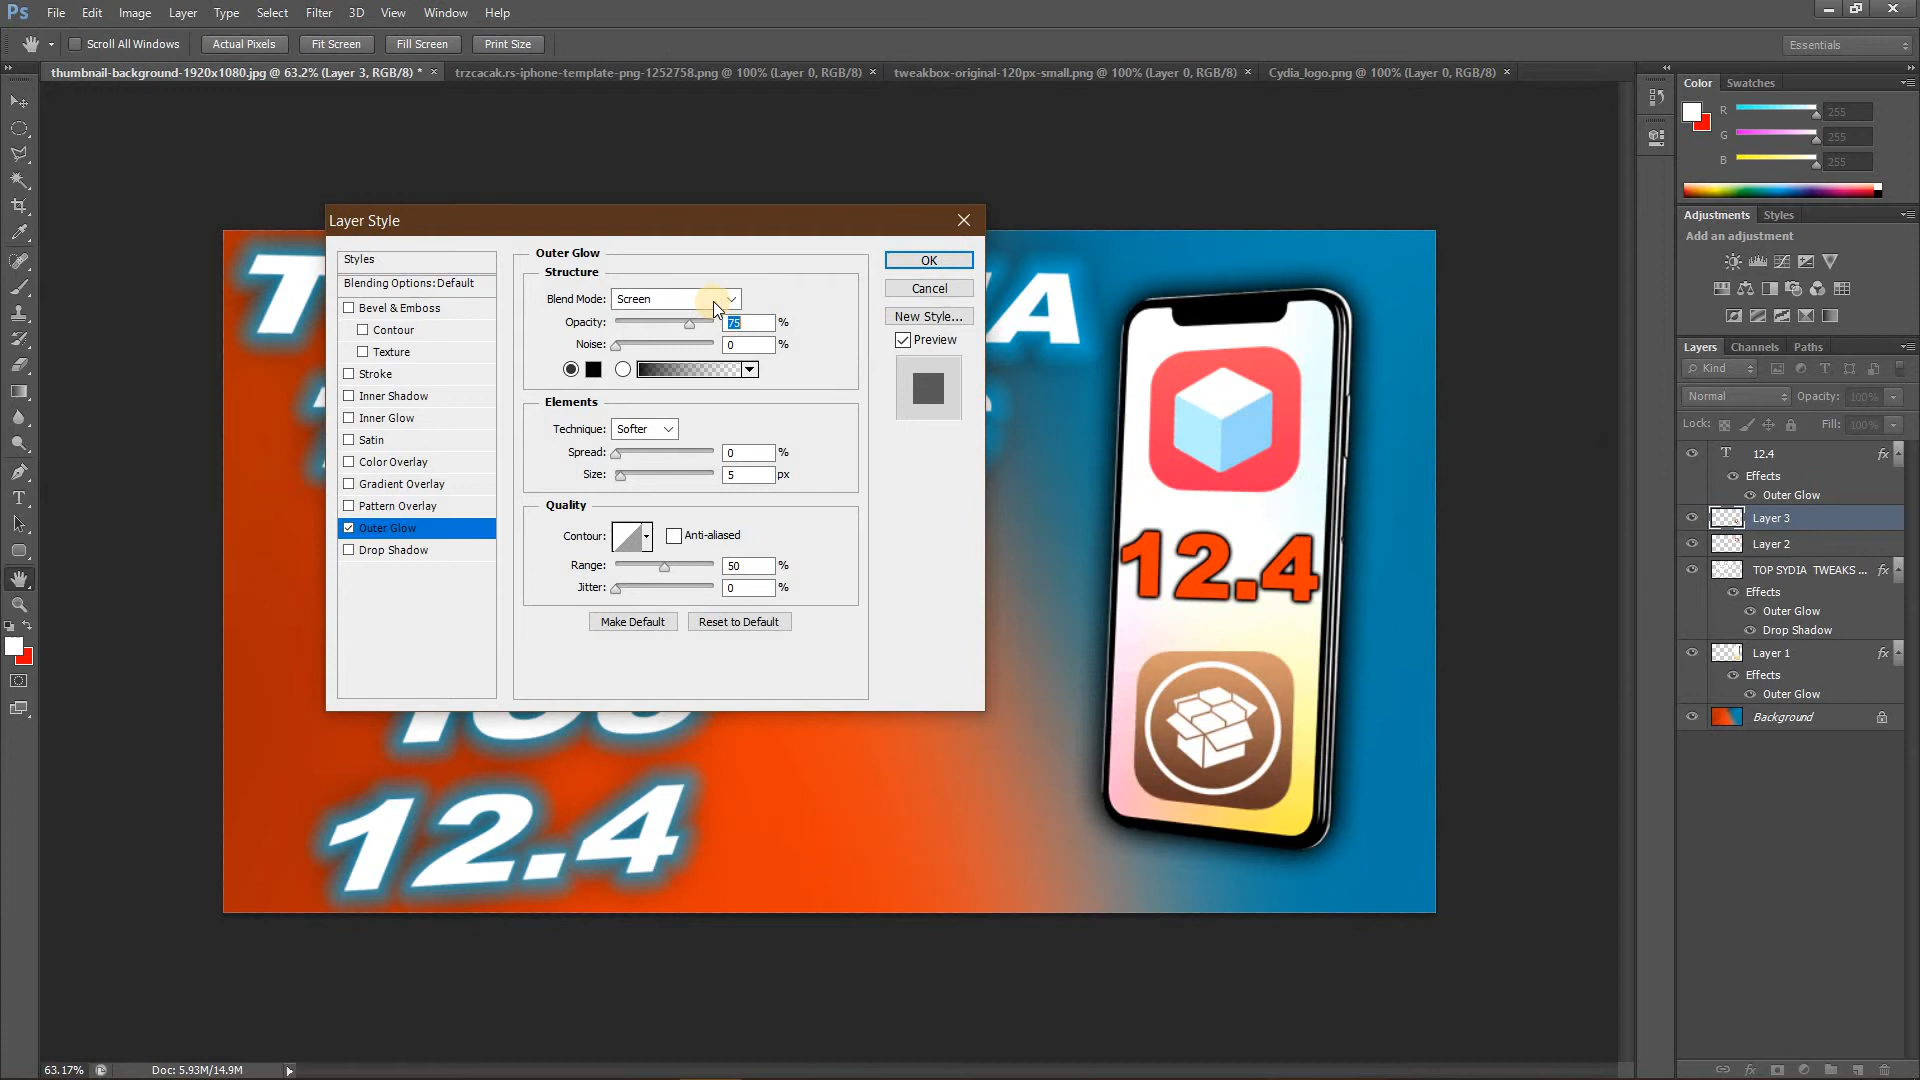 Ps File Edit Image Layer Type Select Filter 3D View Window Help
Scroll All Windows Actual Pixels Fit Screen Fill Screen Print Size Essentials
thumbnail-background-1920x1080.jpg @ 63.2% (Layer 3, RGB/8) * × trzcacak.rs-iphone-template-png-1252758.png @ 100% (Layer 0, RGB/8) × tweakbox-original-120px-small.png @ 100% (Layer 0, RGB/8) × Cydia_logo.png @ 100% (Layer 0, RGB/8) ×
Layer Style
Styles
Blending Options: Default
Bevel & Emboss
Contour
Texture
Stroke
Inner Shadow
Inner Glow
Satin
Color Overlay
Gradient Overlay
Pattern Overlay
Outer Glow
Drop Shadow
Outer Glow
Structure
Blend Mode: Screen
Opacity: 75 %
Noise: 0 %
Elements
Technique: Softer
Spread: 0 %
Size: 5 px
Quality
Contour: Anti-aliased
Range: 50 %
Jitter: 0 %
Make Default Reset to Default
OK
Cancel
New Style...
Preview
T A
12.4
12.4
Color Swatches
R 255
G 255
B 255
Adjustments Styles
Add an adjustment
Layers Channels Paths
Kind
Normal Opacity: 100%
Lock: Fill: 100%
T 12.4 fx
Effects
Outer Glow
Layer 3
Layer 2
TOP SYDIA TWEAKS ... fx
Effects
Outer Glow
Drop Shadow
Layer 1 fx
Effects
Outer Glow
Background
63.17% Doc: 5.93M/14.9M